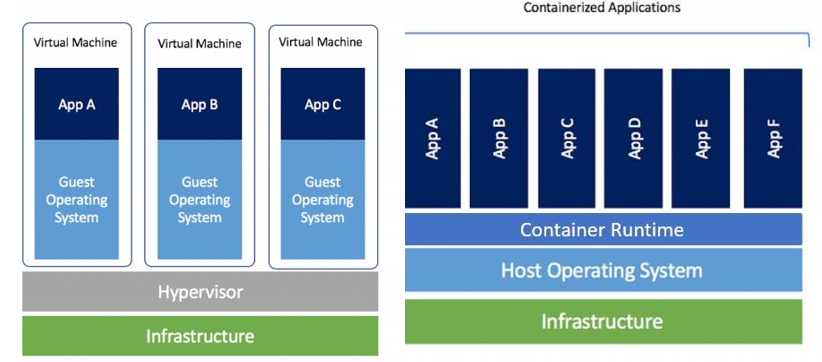 Virtual Machine
App A
Guest
Operating
System
Virtual Machine
App B
Guest
Operating
System
Virtual Machine
App C
Guest
Operating
System
Hypervisor
Infrastructure
Containerized Applications
App A
App B
App C
App D
App E
App F
Container Runtime
Host Operating System
Infrastructure